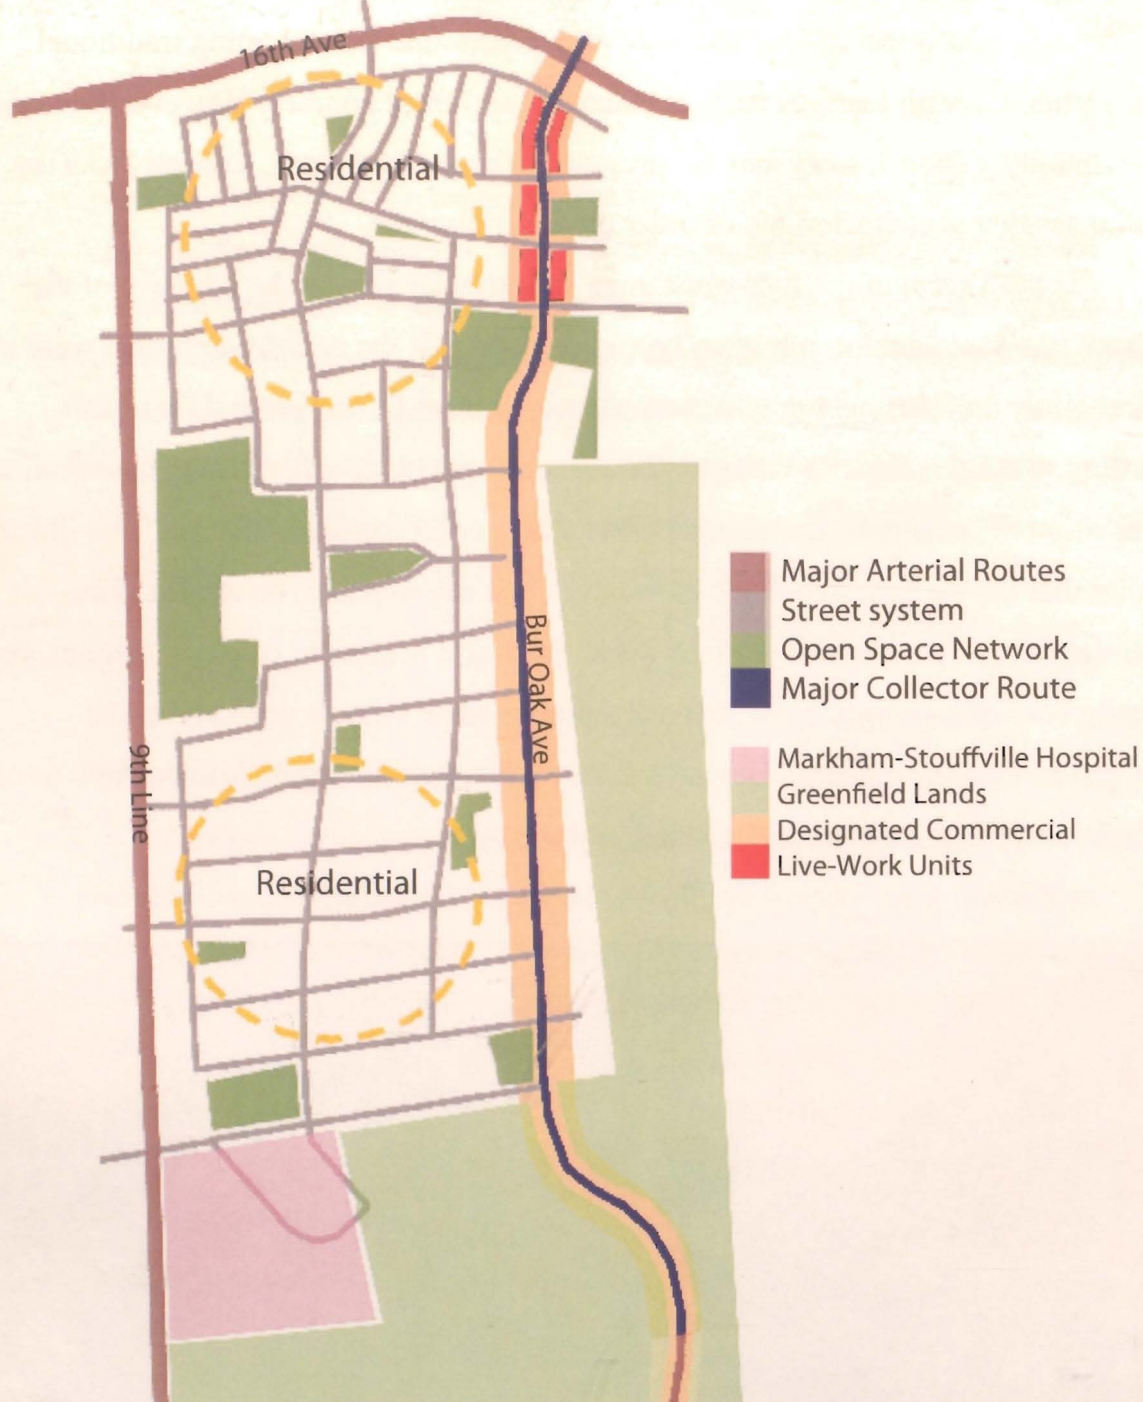 16th Ave
Residential
Bur Oak Ave
9th Line
Residential
Major Arterial Routes
Street system
Open Space Network
Major Collector Route
Markham-Stouffville Hospital
Greenfield Lands
Designated Commercial
Live-Work Units